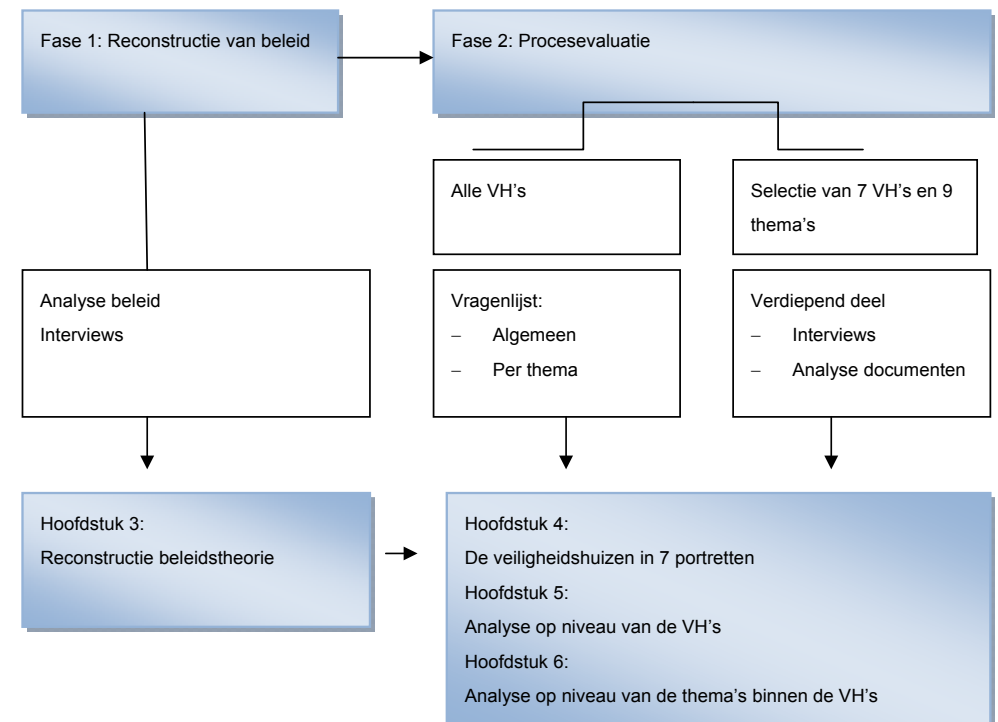 Fase 1: Reconstructie van beleid
Fase 2: Procesevaluatie
Alle VH's
Selectie van 7 VH's en 9
thema's
Analyse beleid
Interviews
Vragenlijst:
– Algemeen
– Per thema
Verdiepend deel
– Interviews
– Analyse documenten
Hoofdstuk 3:
Reconstructie beleidstheorie
Hoofdstuk 4:
De veiligheidshuizen in 7 portretten
Hoofdstuk 5:
Analyse op niveau van de VH's
Hoofdstuk 6:
Analyse op niveau van de thema's binnen de VH's